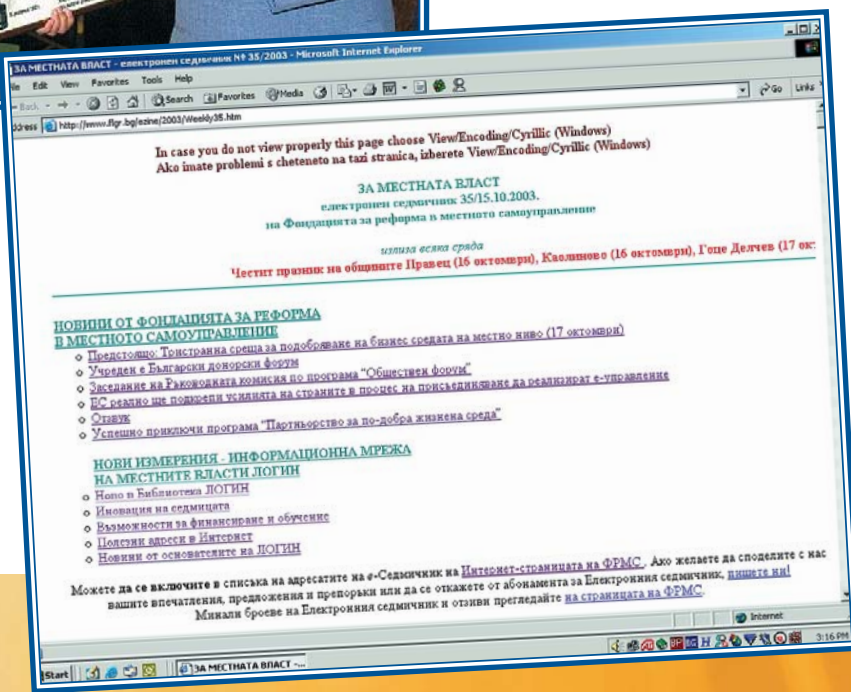 ЗА МЕСТНАТА ВЛАСТ - електронен седмичник № 35/2003 - Microsoft Internet Explorer
Edit View Favorites Tools Help
Back Search Favorites Media
http://www.flgr.bg/ezine/2003/Weekly35.htm Go Links
In case you do not view properly this page choose View/Encoding/Cyrillic (Windows)
Ako imate problemi s cheteneto na tazi stranica, izberete View/Encoding/Cyrillic (Windows)
ЗА МЕСТНАТА ВЛАСТ
електронен седмичник 35/15.10.2003.
на Фондацията за реформа в местното самоуправление
излиза всяка сряда
Честит празник на общините Правец (16 октомври), Каолиново (16 октомври), Гоце Делчев (17 ок
НОВИНИ ОТ ФОНДАЦИЯТА ЗА РЕФОРМА
В МЕСТНОТО САМОУПРАВЛЕНИЕ
Предстоящо: Тристранна среща за подобряване на бизнес средата на местно ниво (17 октомври)
Учреден е Български донорски форум
Заседание на Ръководната комисия по програма "Обществен форум"
ЕС реално ще подкрепи усилията на страните в процес на присъединяване да реализират е-управление
Отзвук
Успешно приключи програма "Партньорство за по-добра жизнена среда"
НОВИ ИЗМЕРЕНИЯ - ИНФОРМАЦИОННА МРЕЖА
НА МЕСТНИТЕ ВЛАСТИ ЛОГИН
Ново в Библиотека ЛОГИН
Иновация на седмицата
Възможности за финансиране и обучение
Полезни адреси в Интернет
Новини от основателите на ЛОГИН
Можете да се включите в списъка на адресатите на е-Седмичник на Интернет-страницата на ФРМС. Ако желаете да споделите с нас
вашите впечатления, предложения и препоръки или да се откажете от абонамента за Електронния седмичник, пишете ни!
Минали броеве на Електронния седмичник и отзиви прегледайте на страницата на ФРМС.
Internet
Start ЗА МЕСТНАТА ВЛАСТ -... 3:16 PM